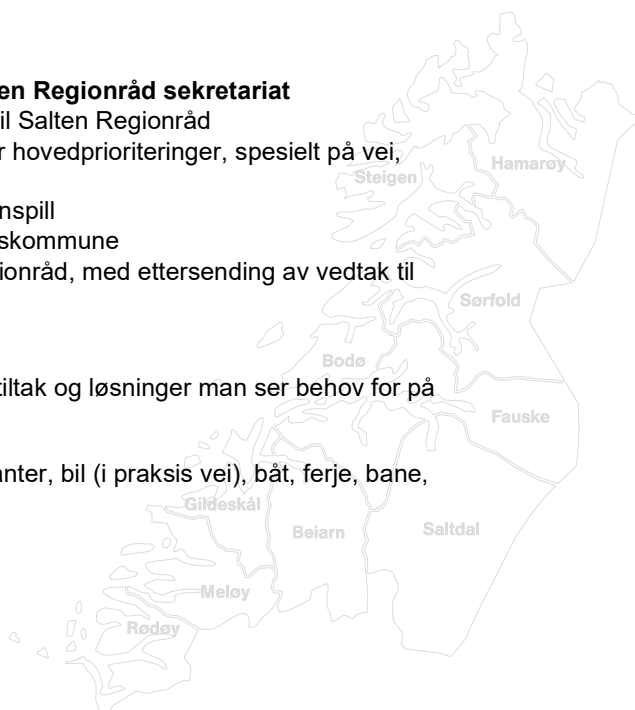 en Regionråd sekretariat
il Salten Regionråd
r hovedprioriteringer, spesielt på vei,
Hamarøy
Steigen
nspill
skommune
ionråd, med ettersending av vedtak til
Sørfold
Bodø
tiltak og løsninger man ser behov for på
Fauske
anter, bil (i praksis vei), båt, ferje, bane,
Gildeskål
Beiarn
Saltdal
Meløy
Rødøy